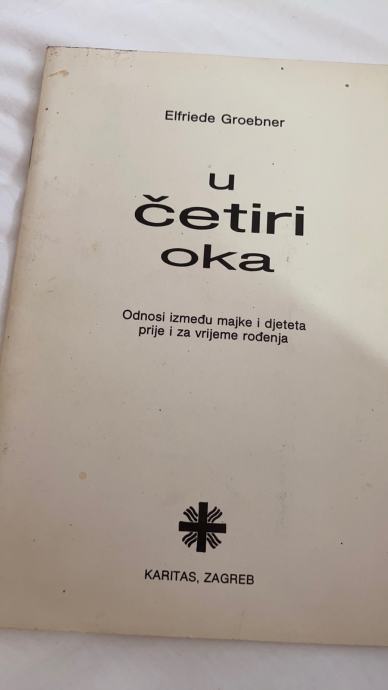 Elfriede Groebner
u
četiri
oka
Odnosi između majke i djeteta
prije i za vrijeme rođenja
KARITAS, ZAGREB